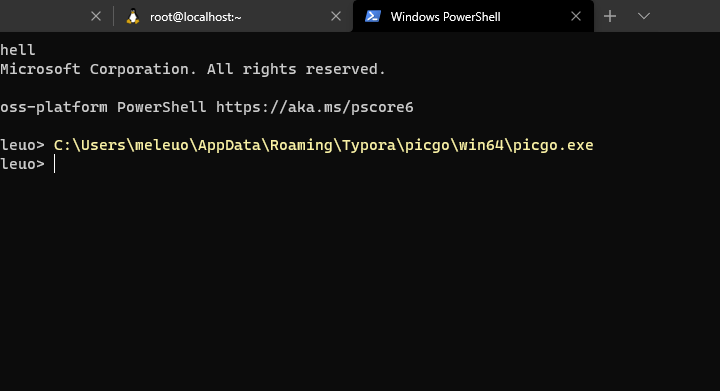 root@localhost:~
Windows PowerShell
hell
Microsoft Corporation. All rights reserved.
oss-platform PowerShell https://aka.ms/pscore6
leuo> C:\Users\meleuo\AppData\Roaming\Typora\picgo\win64\picgo.exe
leuo>